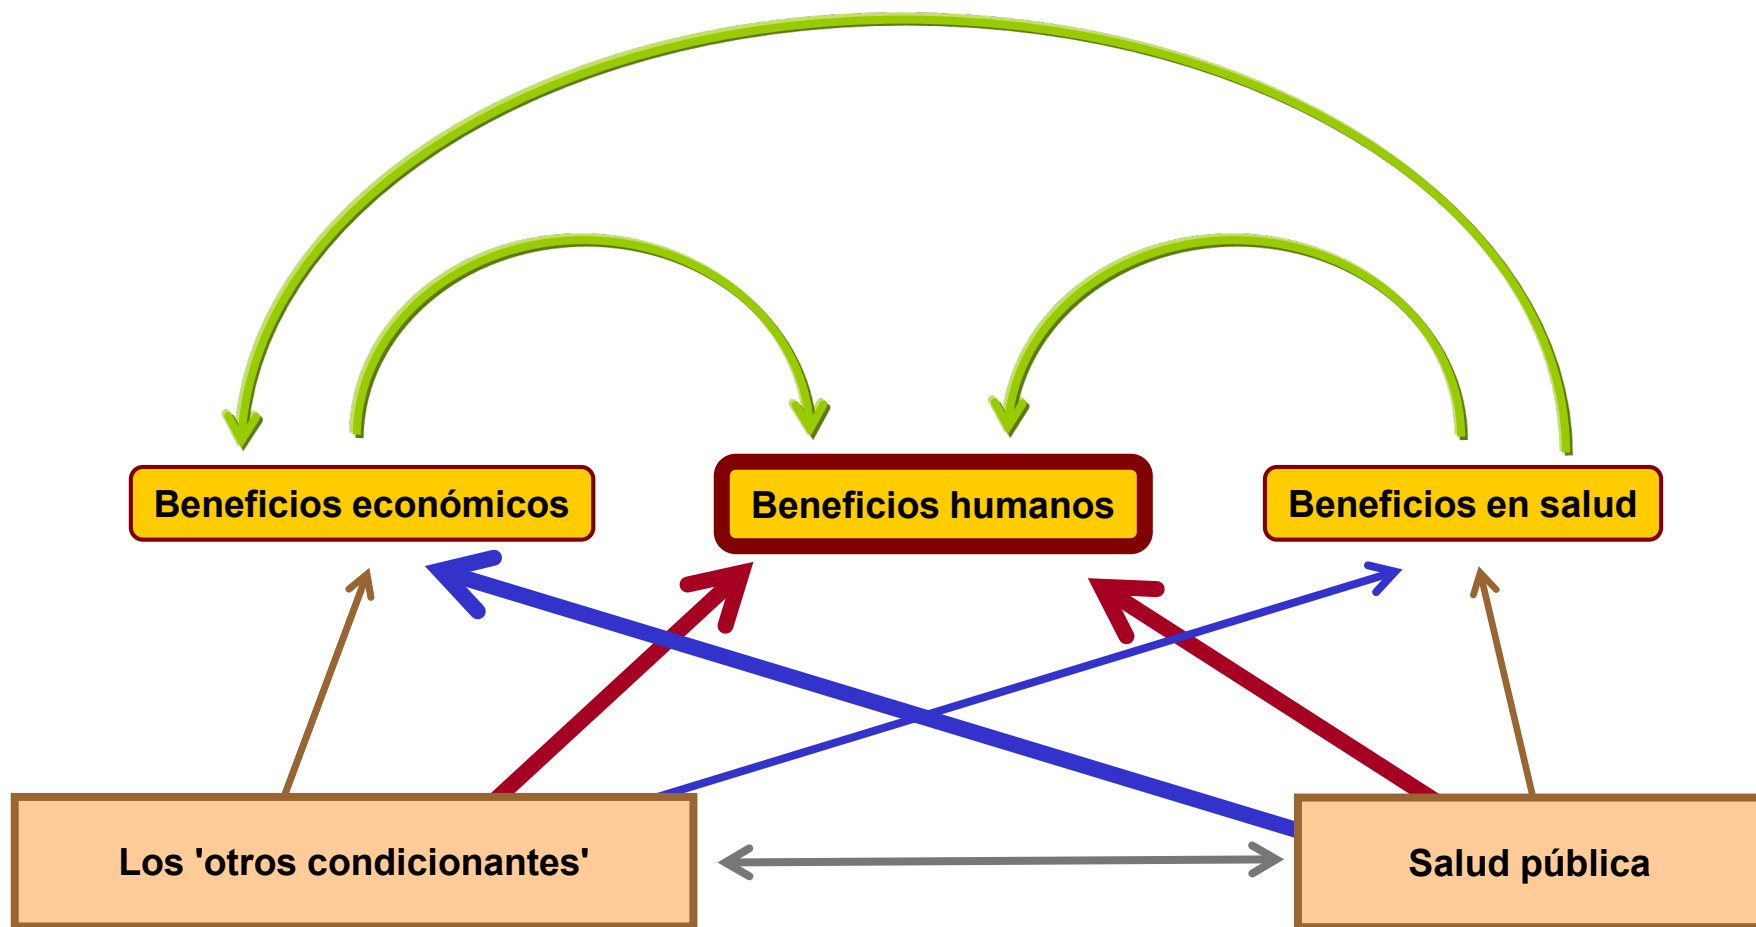 Beneficios económicos
Beneficios humanos
Beneficios en salud
Los 'otros condicionantes'
Salud pública